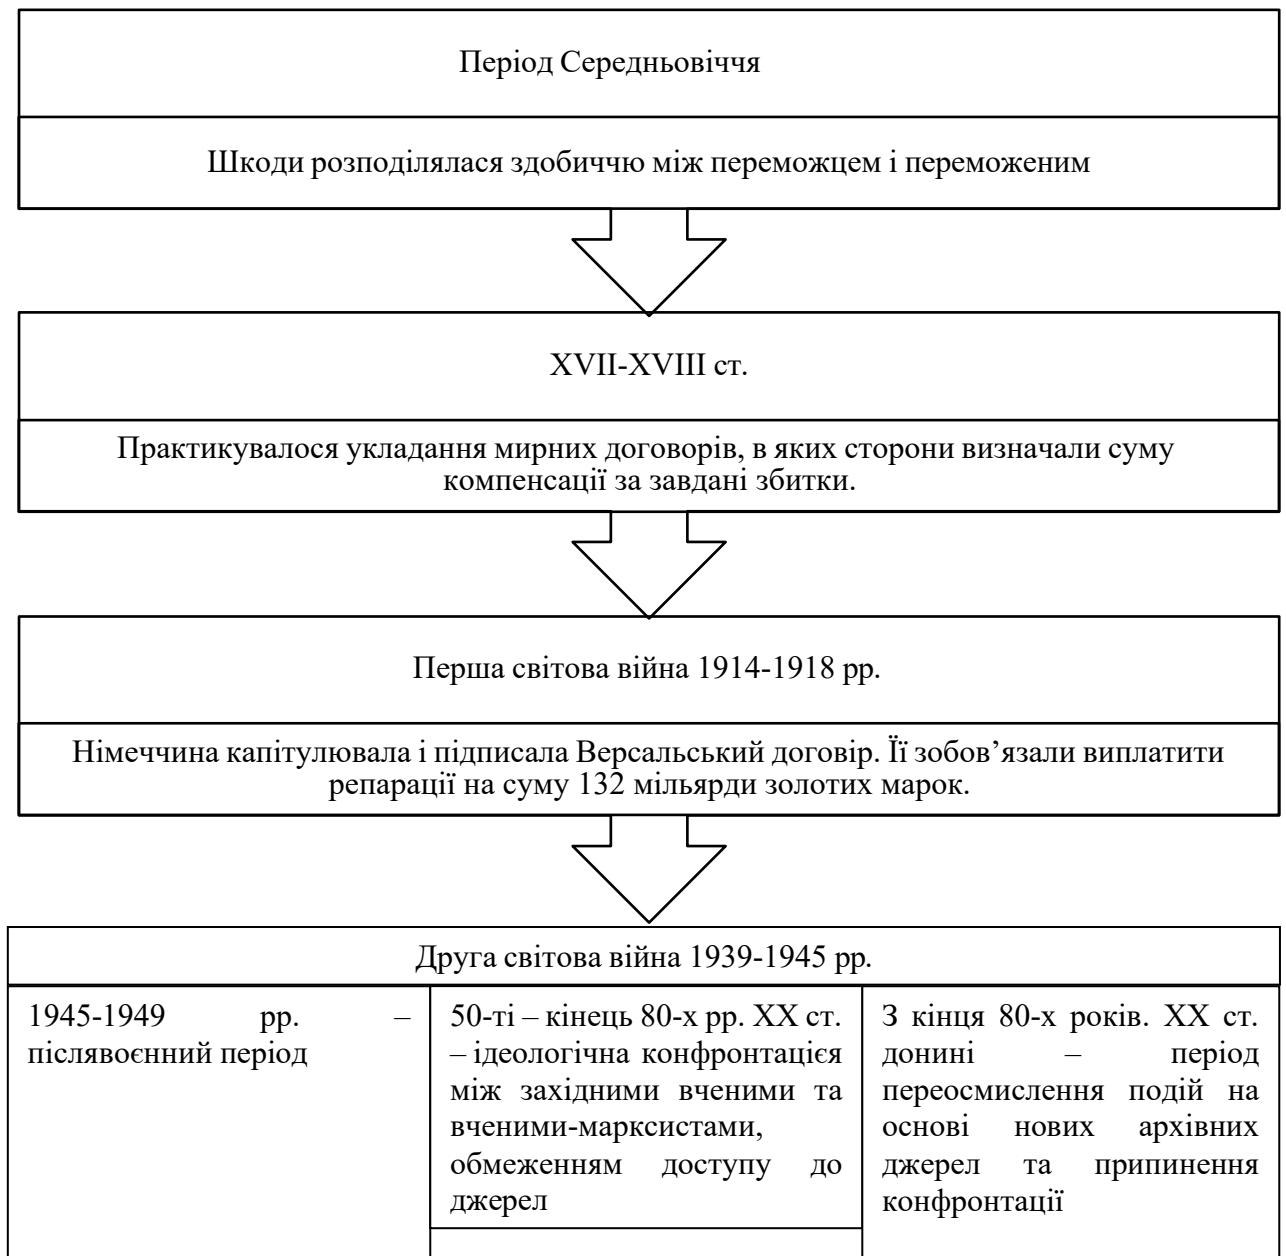 Період Середньовіччя
Шкоди розподілялася здобиччю між переможцем і переможеним
XVII-XVIII ст.
Практикувалося укладання мирних договорів, в яких сторони визначали суму
компенсації за завдані збитки.
Перша світова війна 1914-1918 рр.
Німеччина капітулювала і підписала Версальський договір. Її зобов’язали виплатити
репарації на суму 132 мільярди золотих марок.
Друга світова війна 1939-1945 рр.
1945-1949 рр. –
післявоєнний період
50-ті – кінець 80-х рр. ХХ ст.
– ідеологічна конфронтацієя
між західними вченими та
вченими-марксистами,
обмеженням доступу до
джерел
З кінця 80-х років. ХХ ст.
донині – період
переосмислення подій на
основі нових архівних
джерел та припинення
конфронтації